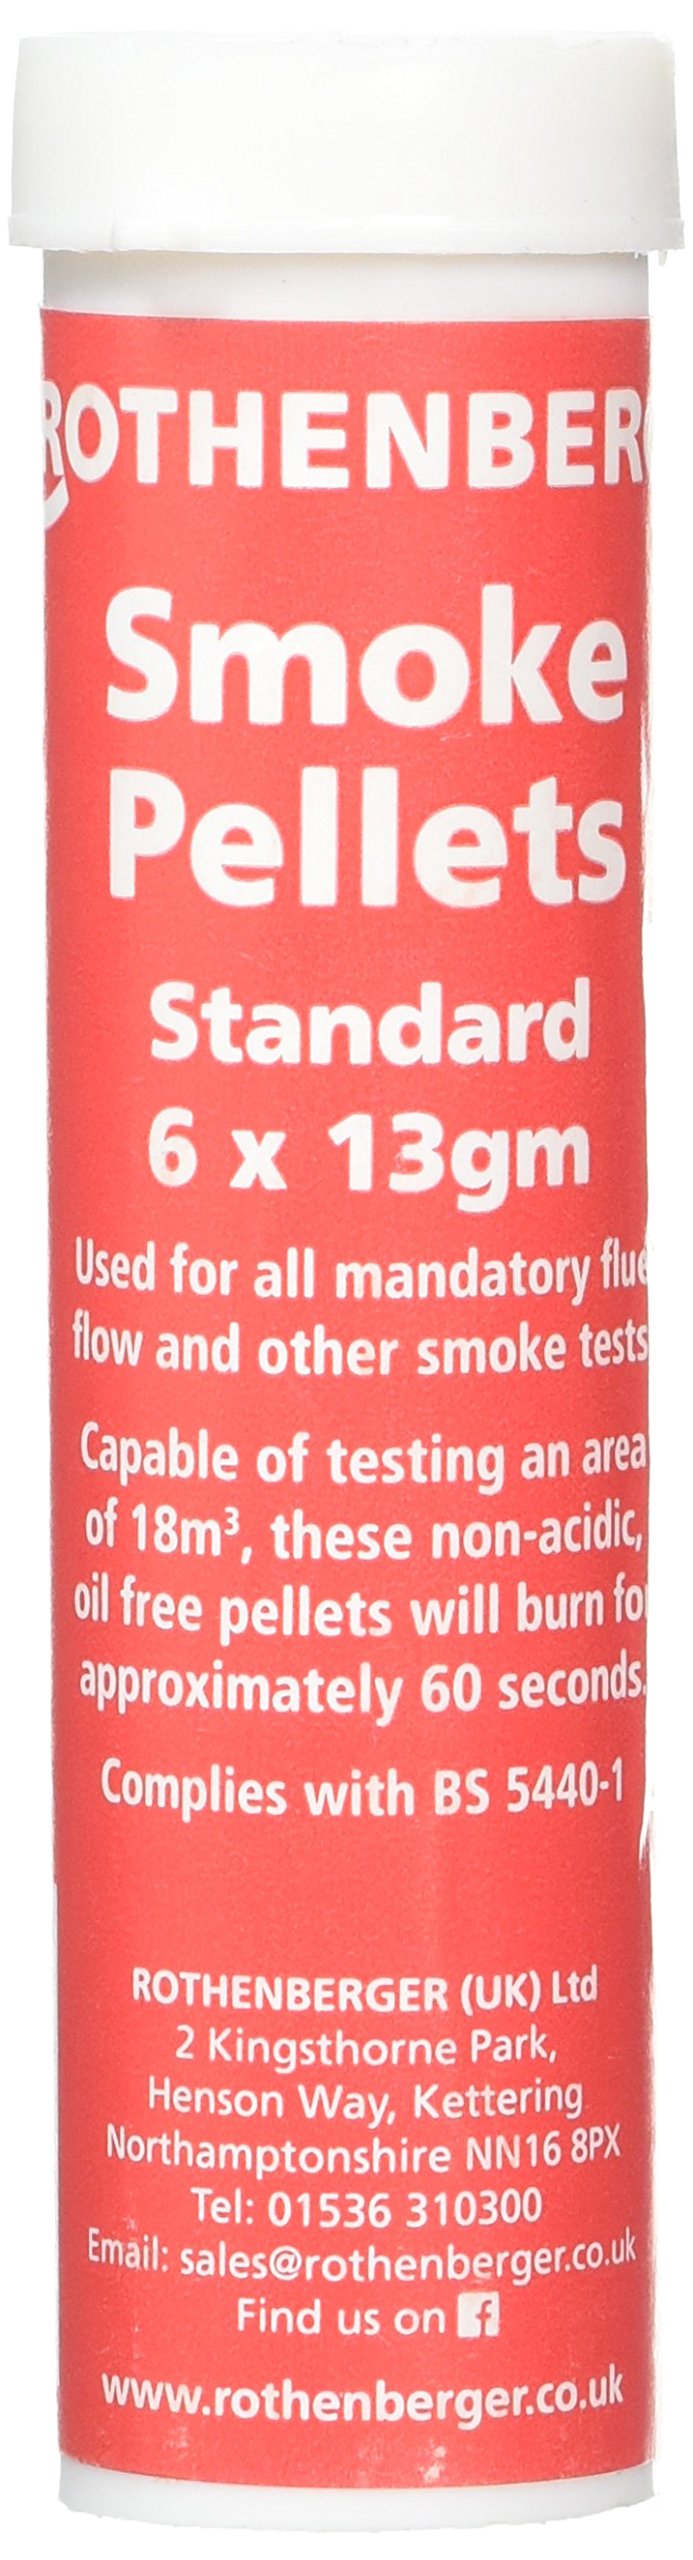 ROTHENBER
Smoke
Pellets
Standard
6 x 13gm
Used for all mandatory flue
flow and other smoke tests
Capable of testing an area
of 18m³, these non-acidic,
oil free pellets will burn for
approximately 60 seconds.
Complies with BS 5440-1
ROTHENBERGER (UK) Ltd
2 Kingsthorne Park,
Henson Way, Kettering
Northamptonshire NN16 8PX
Tel: 01536 310300
Email: sales@rothenberger.co.uk
Find us on f
www.rothenberger.co.uk